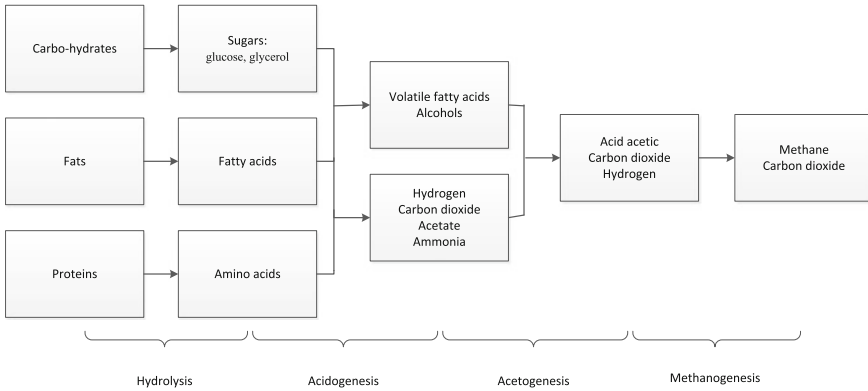 Carbo-hydrates
Sugars:
glucose, glycerol
Fats
Fatty acids
Proteins
Amino acids
Volatile fatty acids
Alcohols
Hydrogen
Carbon dioxide
Acetate
Ammonia
Acid acetic
Carbon dioxide
Hydrogen
Methane
Carbon dioxide
Hydrolysis
Acidogenesis
Acetogenesis
Methanogenesis